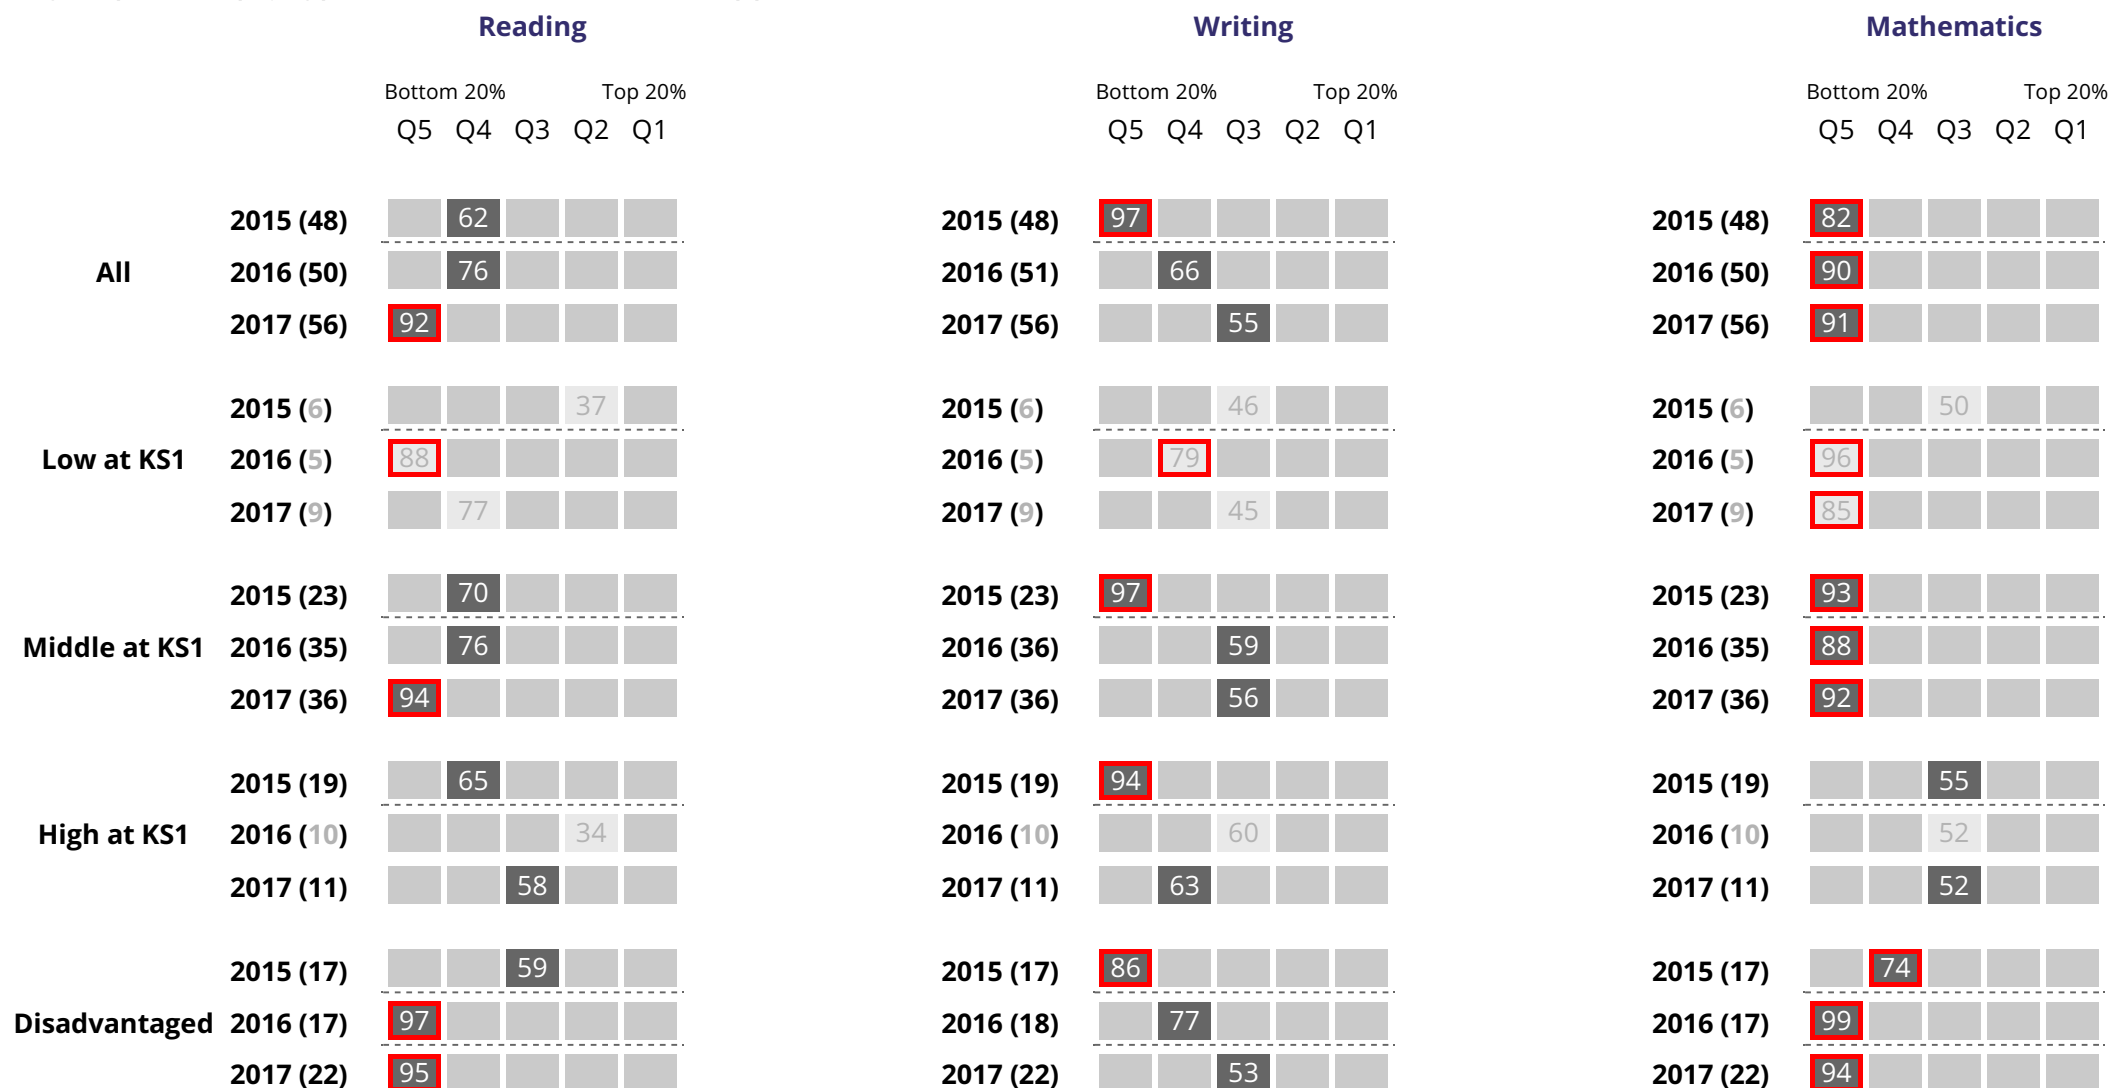 Reading Writing Mathematics
Bottom 20% Top 20% Bottom 20% Top 20% Bottom 20% Top 20%
Q5 Q4 Q3 Q2 Q1 Q5 Q4 Q3 Q2 Q1 Q5 Q4 Q3 Q2 Q1
2015 (48) 62 2015 (48) 97 2015 (48) 82
All 2016 (50) 76 2016 (51) 66 2016 (50) 90
2017 (56) 92 2017 (56) 55 2017 (56) 91
2015 (6) 37 2015 (6) 46 2015 (6) 50
Low at KS1 2016 (5) 88 2016 (5) 79 2016 (5) 96
2017 (9) 77 2017 (9) 45 2017 (9) 85
2015 (23) 70 2015 (23) 97 2015 (23) 93
Middle at KS1 2016 (35) 76 2016 (36) 59 2016 (35) 88
2017 (36) 94 2017 (36) 56 2017 (36) 92
2015 (19) 65 2015 (19) 94 2015 (19) 55
High at KS1 2016 (10) 34 2016 (10) 60 2016 (10) 52
2017 (11) 58 2017 (11) 63 2017 (11) 52
2015 (17) 59 2015 (17) 86 2015 (17) 74
Disadvantaged 2016 (17) 97 2016 (18) 77 2016 (17) 99
2017 (22) 95 2017 (22) 53 2017 (22) 94